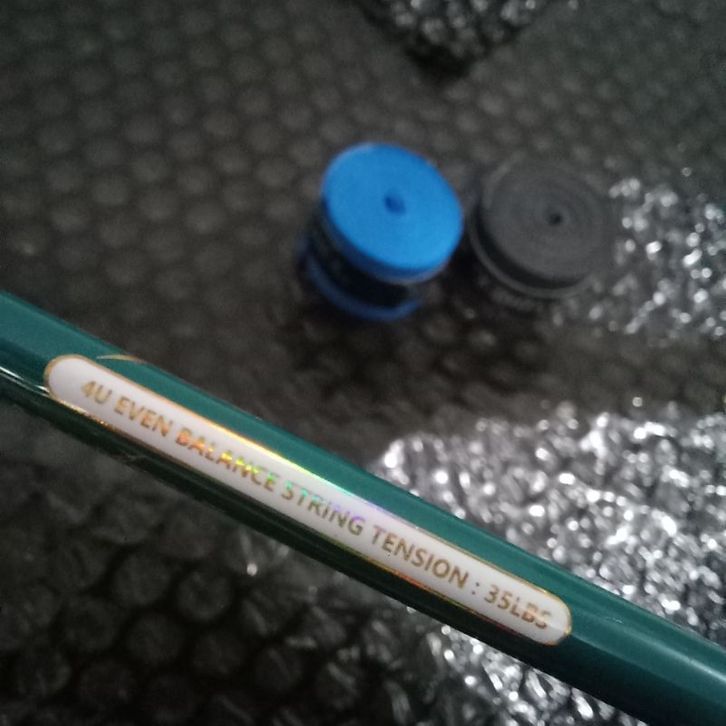 4U EVEN BALANCE STRING TENSION : 35LBS